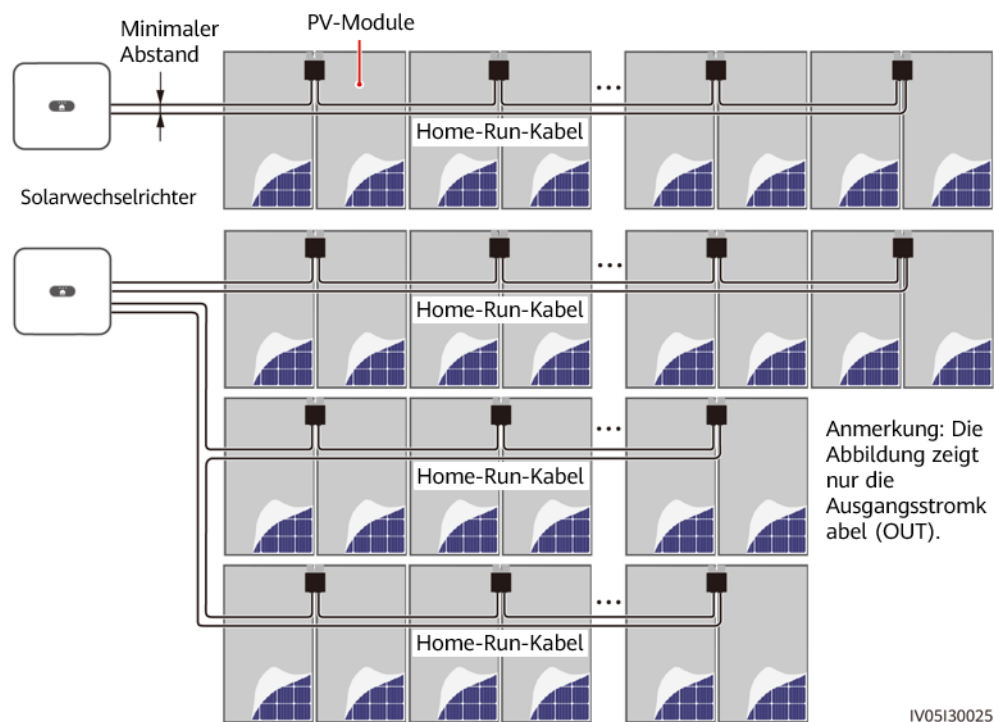 Minimaler
Abstand
PV-Module
Home-Run-Kabel
Solarwechselrichter
Home-Run-Kabel
Home-Run-Kabel
Anmerkung: Die
Abbildung zeigt
nur die
Ausgangsstromk
abel (OUT).
Home-Run-Kabel
IV05I30025